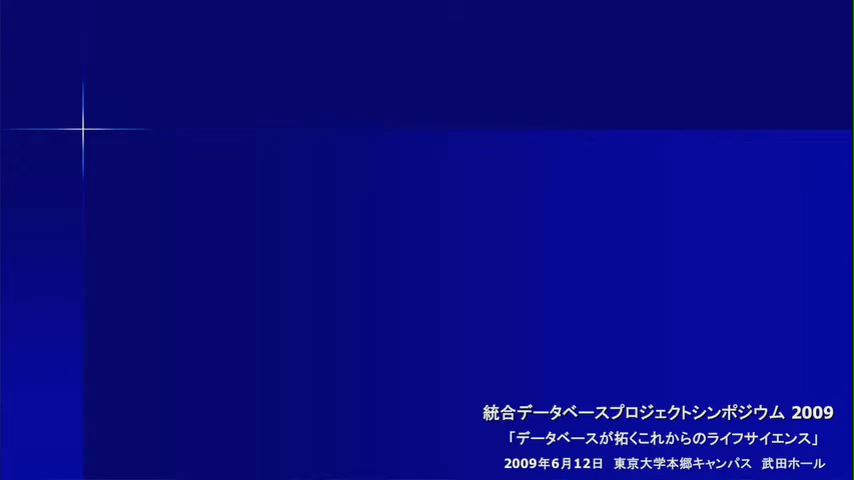 統合データベースプロジェクトシンポジウム 2009
「データベースが拓くこれからのライフサイエンス」
2009年6月12日　東京大学本郷キャンパス　武田ホール